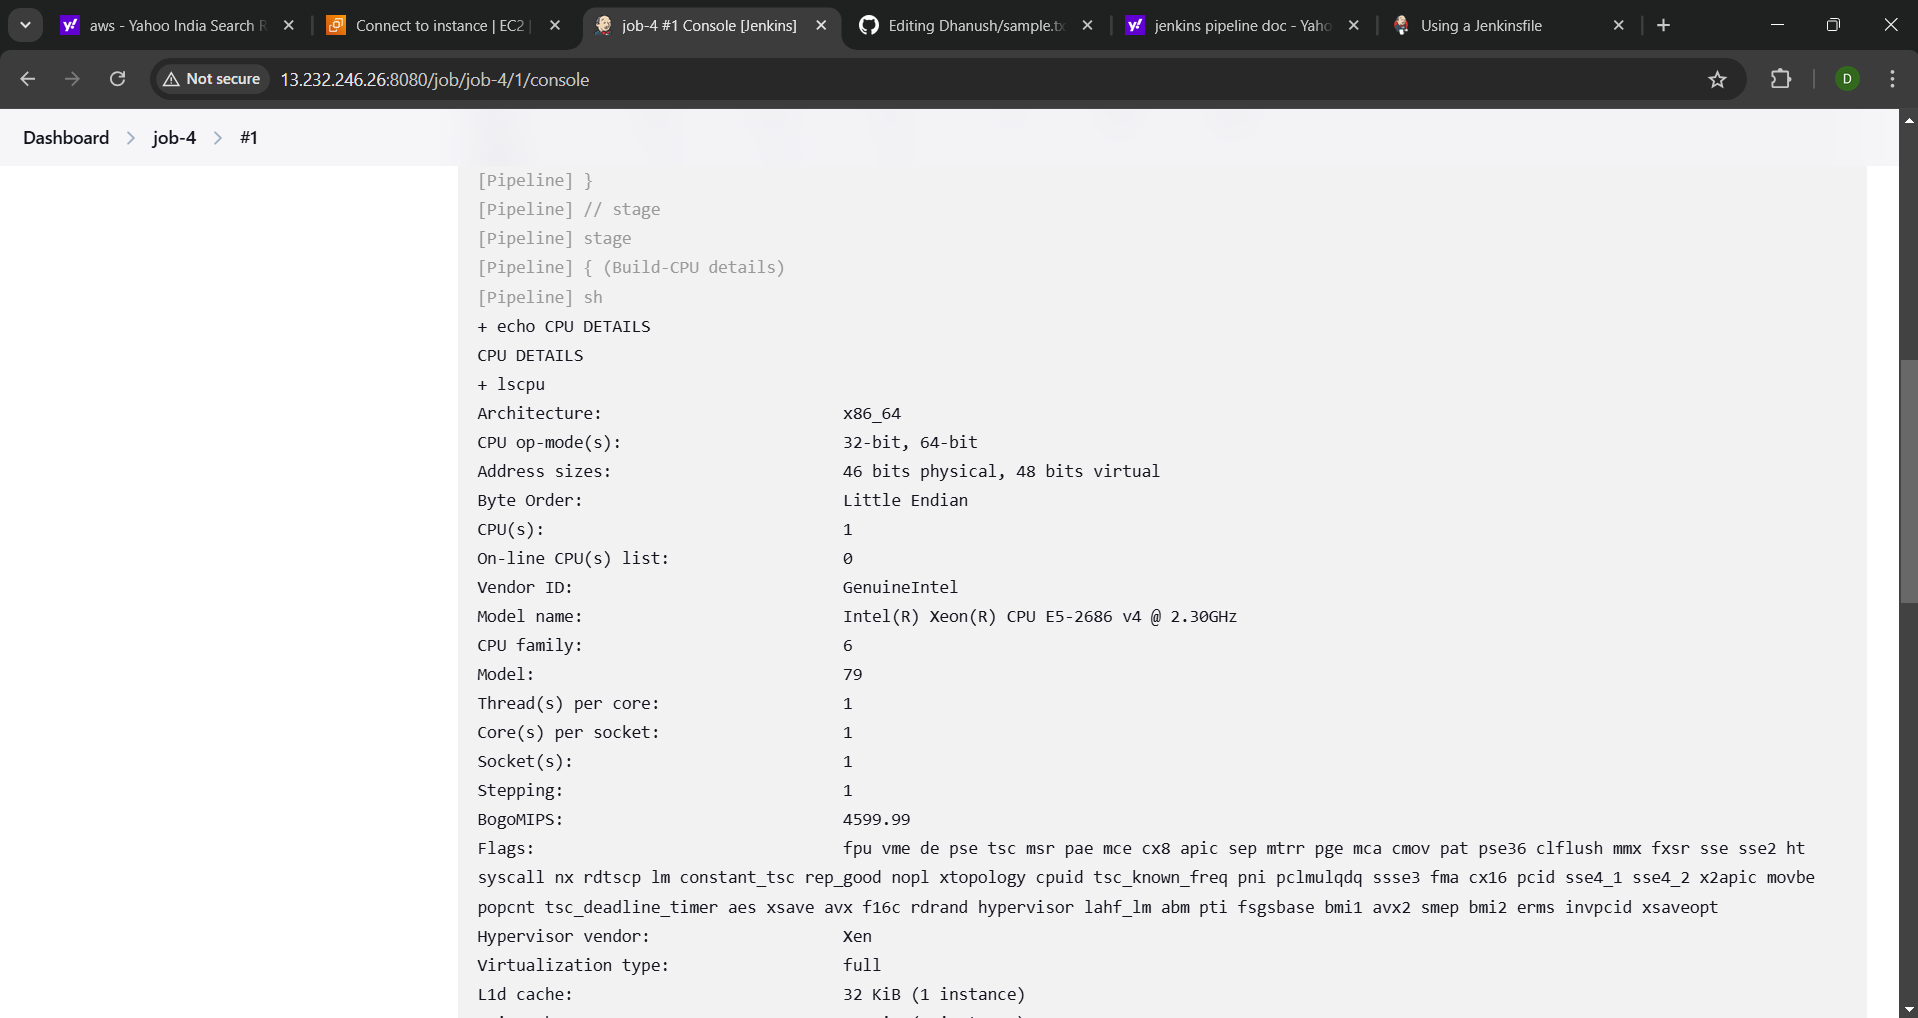 aws - Yahoo India Search R
Connect to instance | EC2
job-4 #1 Console [Jenkins]
Editing Dhanush/sample.tx
jenkins pipeline doc - Yaho
Using a Jenkinsfile
Not secure
13.232.246.26:8080/job/job-4/1/console
D
Dashboard > job-4 > #1
[Pipeline] }
[Pipeline] // stage
[Pipeline] stage
[Pipeline] { (Build-CPU details)
[Pipeline] sh
+ echo CPU DETAILS
CPU DETAILS
+ lscpu
Architecture: x86_64
CPU op-mode(s): 32-bit, 64-bit
Address sizes: 46 bits physical, 48 bits virtual
Byte Order: Little Endian
CPU(s): 1
On-line CPU(s) list: 0
Vendor ID: GenuineIntel
Model name: Intel(R) Xeon(R) CPU E5-2686 v4 @ 2.30GHz
CPU family: 6
Model: 79
Thread(s) per core: 1
Core(s) per socket: 1
Socket(s): 1
Stepping: 1
BogoMIPS: 4599.99
Flags: fpu vme de pse tsc msr pae mce cx8 apic sep mtrr pge mca cmov pat pse36 clflush mmx fxsr sse sse2 ht
syscall nx rdtscp lm constant_tsc rep_good nopl xtopology cpuid tsc_known_freq pni pclmulqdq ssse3 fma cx16 pcid sse4_1 sse4_2 x2apic movbe
popcnt tsc_deadline_timer aes xsave avx f16c rdrand hypervisor lahf_lm abm pti fsgsbase bmi1 avx2 smep bmi2 erms invpcid xsaveopt
Hypervisor vendor: Xen
Virtualization type: full
L1d cache: 32 KiB (1 instance)